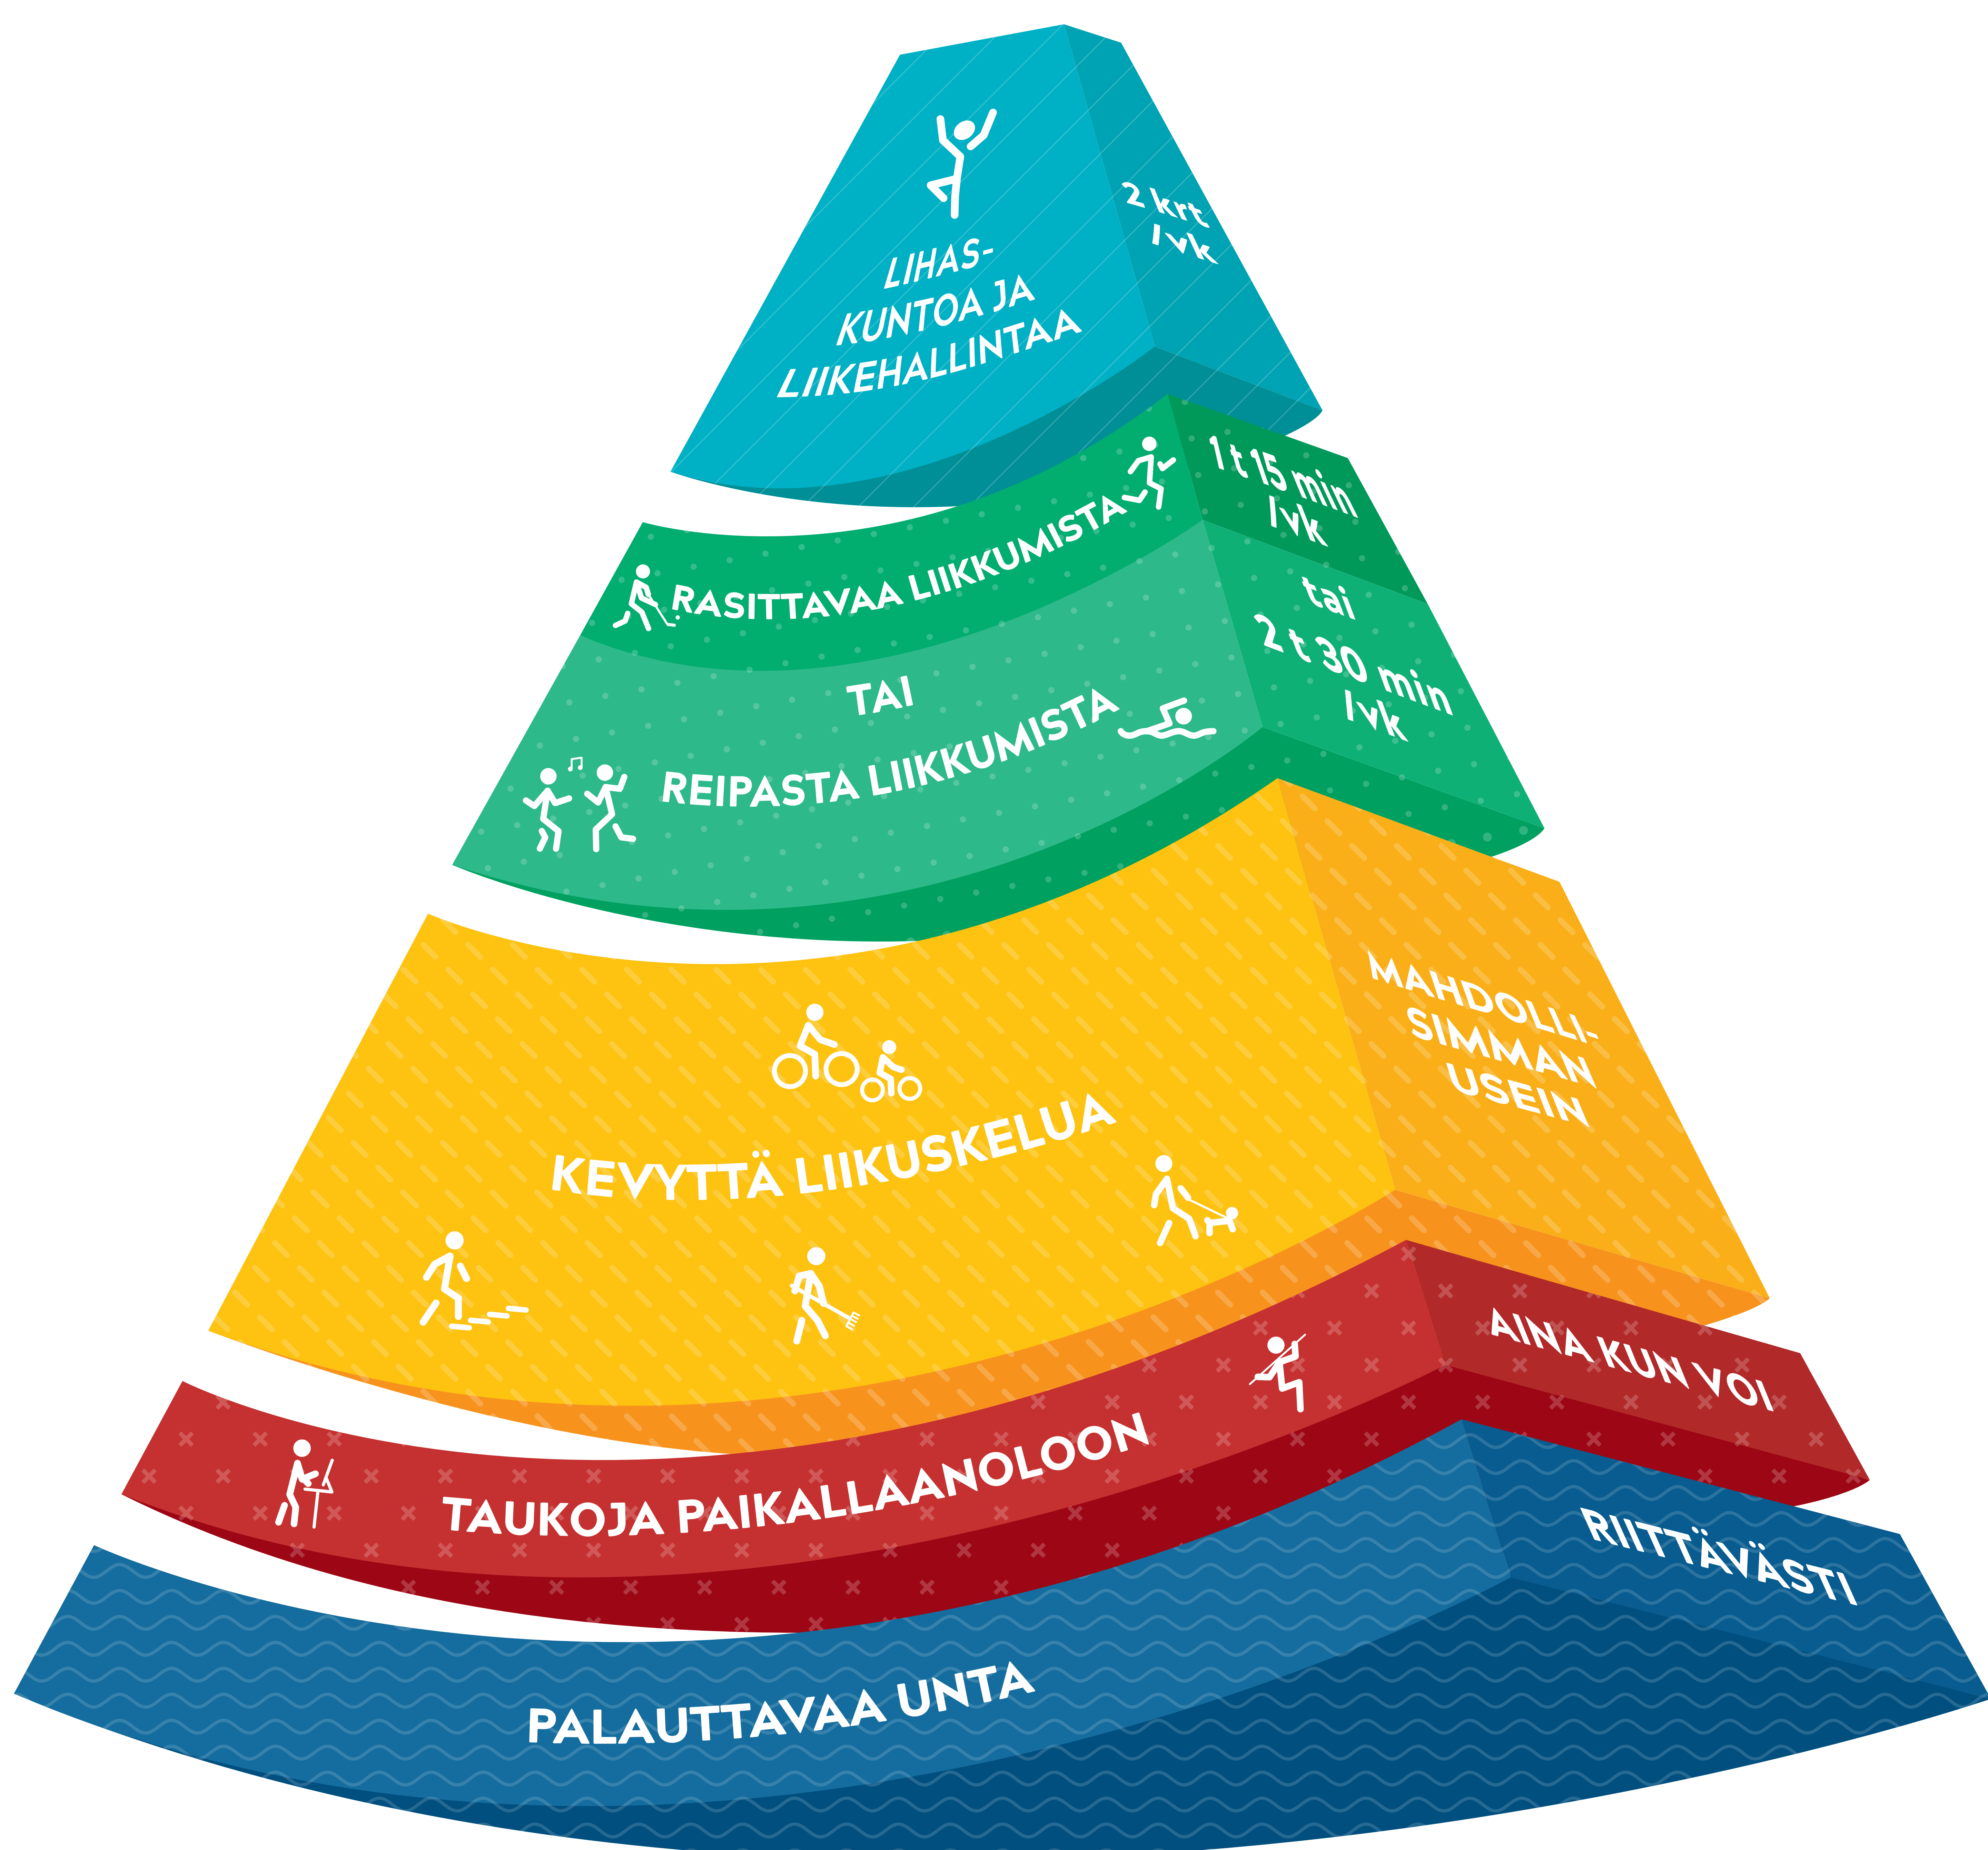 LIHAS-
KUNTOA JA
LIIKEHALLINTAA
2 krt
/vk
RASITTAVAA LIIKKUMISTA
1 t 15 min
/vk
TAI
REIPASTA LIIKKUMISTA
tai
2 t 30 min
/vk
KEVYTTÄ LIIKUSKELUA
MAHDOLLI-
SIMMAN
USEIN
TAUKOJA PAIKALLAANOLOON
AINA KUN VOI
PALAUTTAVAA UNTA
RIITTÄVÄSTI